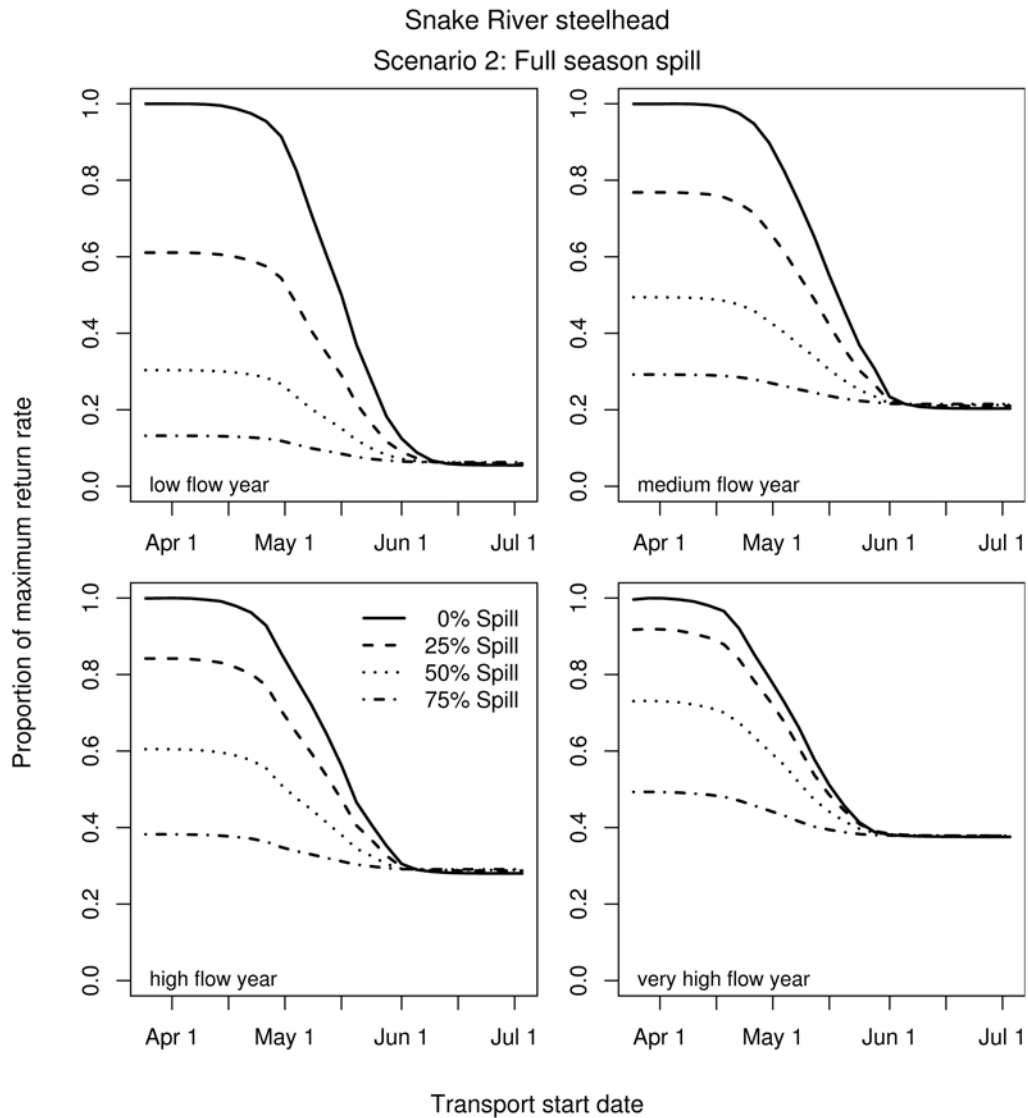 Snake River steelhead
Scenario 2: Full season spill
Proportion of maximum return rate
1.0
0.8
0.6
0.4
0.2
0.0
low flow year
Apr 1 May 1 Jun 1 Jul 1
1.0
0.8
0.6
0.4
0.2
0.0
medium flow year
Apr 1 May 1 Jun 1 Jul 1
1.0
0.8
0.6
0.4
0.2
0.0
0% Spill
25% Spill
50% Spill
75% Spill
high flow year
Apr 1 May 1 Jun 1 Jul 1
1.0
0.8
0.6
0.4
0.2
0.0
very high flow year
Apr 1 May 1 Jun 1 Jul 1
Transport start date